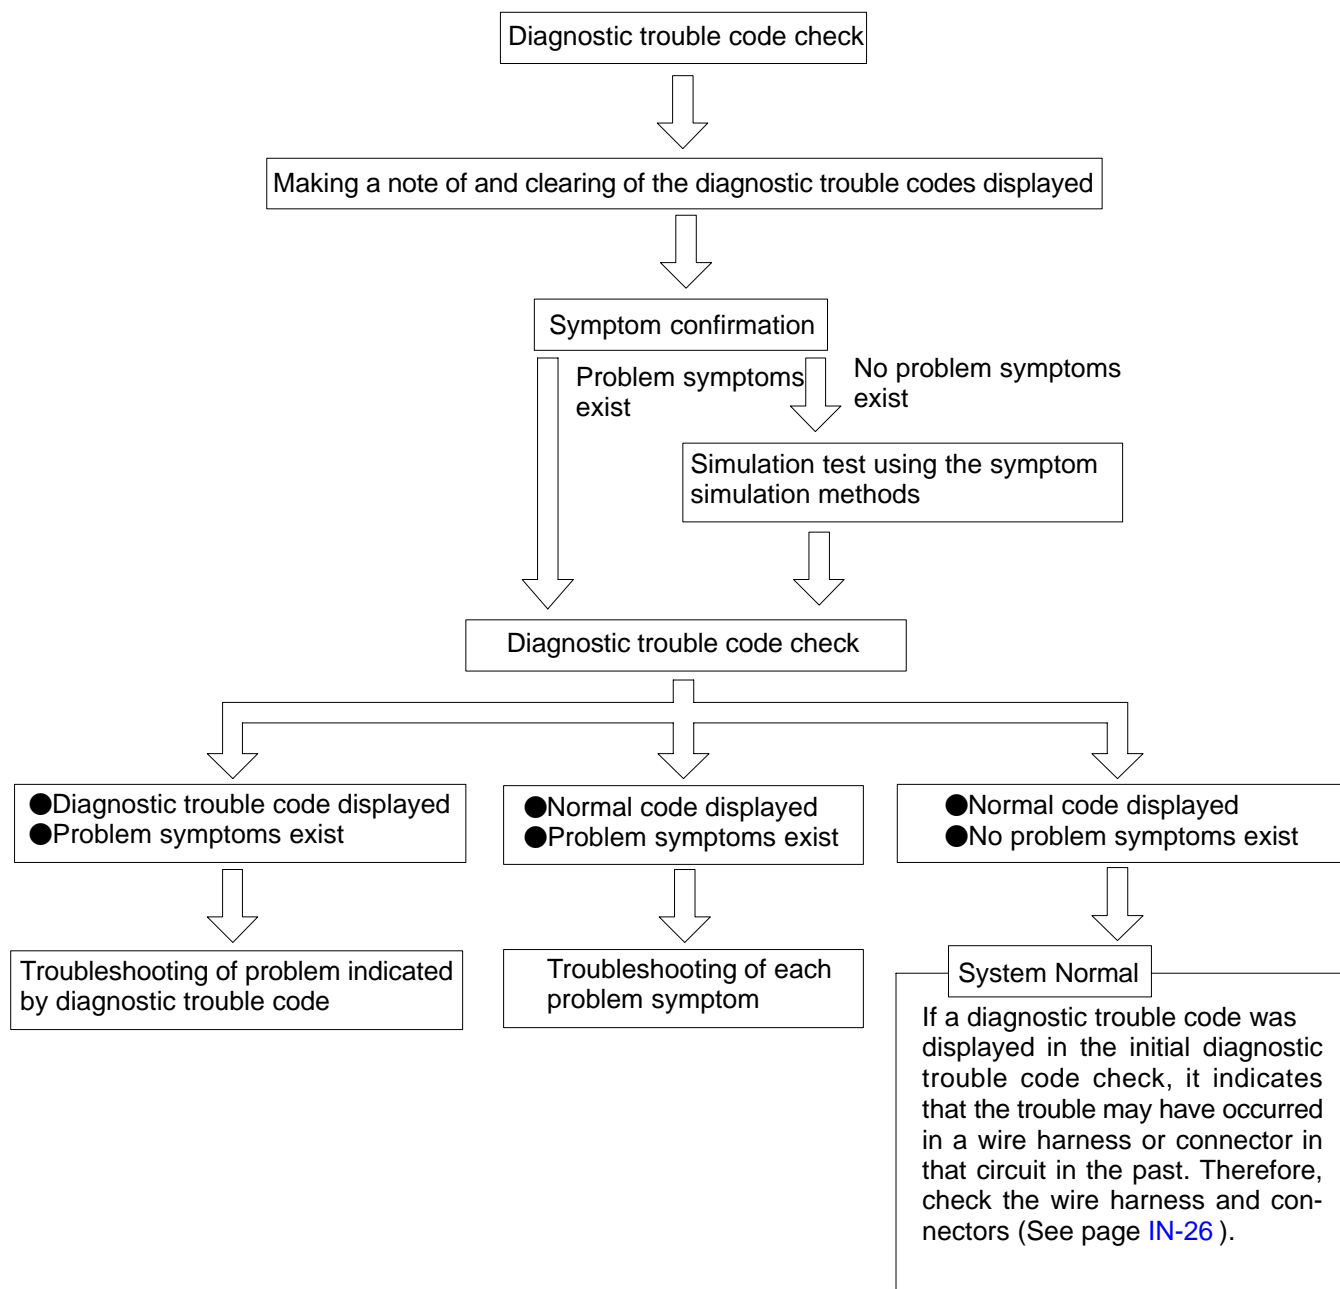 Diagnostic trouble code check
Making a note of and clearing of the diagnostic trouble codes displayed
Symptom confirmation
Problem symptoms
exist
No problem symptoms
exist
Simulation test using the symptom
simulation methods
Diagnostic trouble code check
●Diagnostic trouble code displayed
●Problem symptoms exist
●Normal code displayed
●Problem symptoms exist
●Normal code displayed
●No problem symptoms exist
Troubleshooting of problem indicated
by diagnostic trouble code
Troubleshooting of each
problem symptom
System Normal
If a diagnostic trouble code was
displayed in the initial diagnostic
trouble code check, it indicates
that the trouble may have occurred
in a wire harness or connector in
that circuit in the past. Therefore,
check the wire harness and con-
nectors (See page IN-26 ).